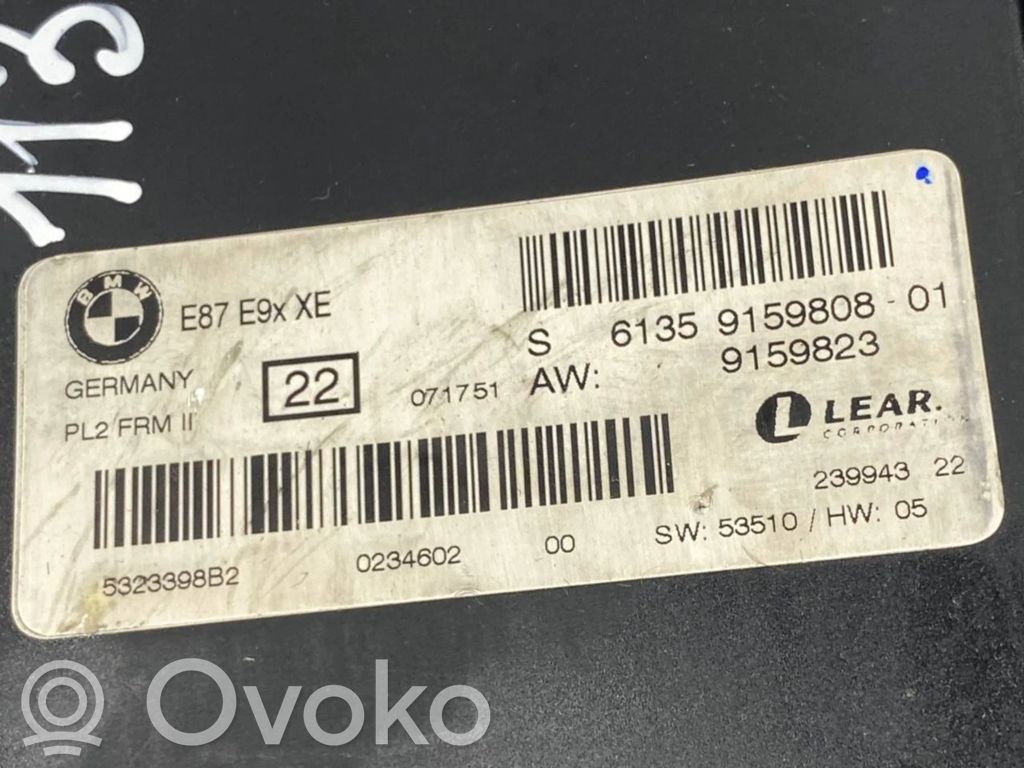 BMW
E87 E9x XE
S 6135 9159808-01
AW: 9159823
GERMANY
22
071751
PL2 FRM II
LEAR.
CORPORATION
239943 22
SW: 53510 / HW: 05
5323398B2 0234602 00
Ovoko